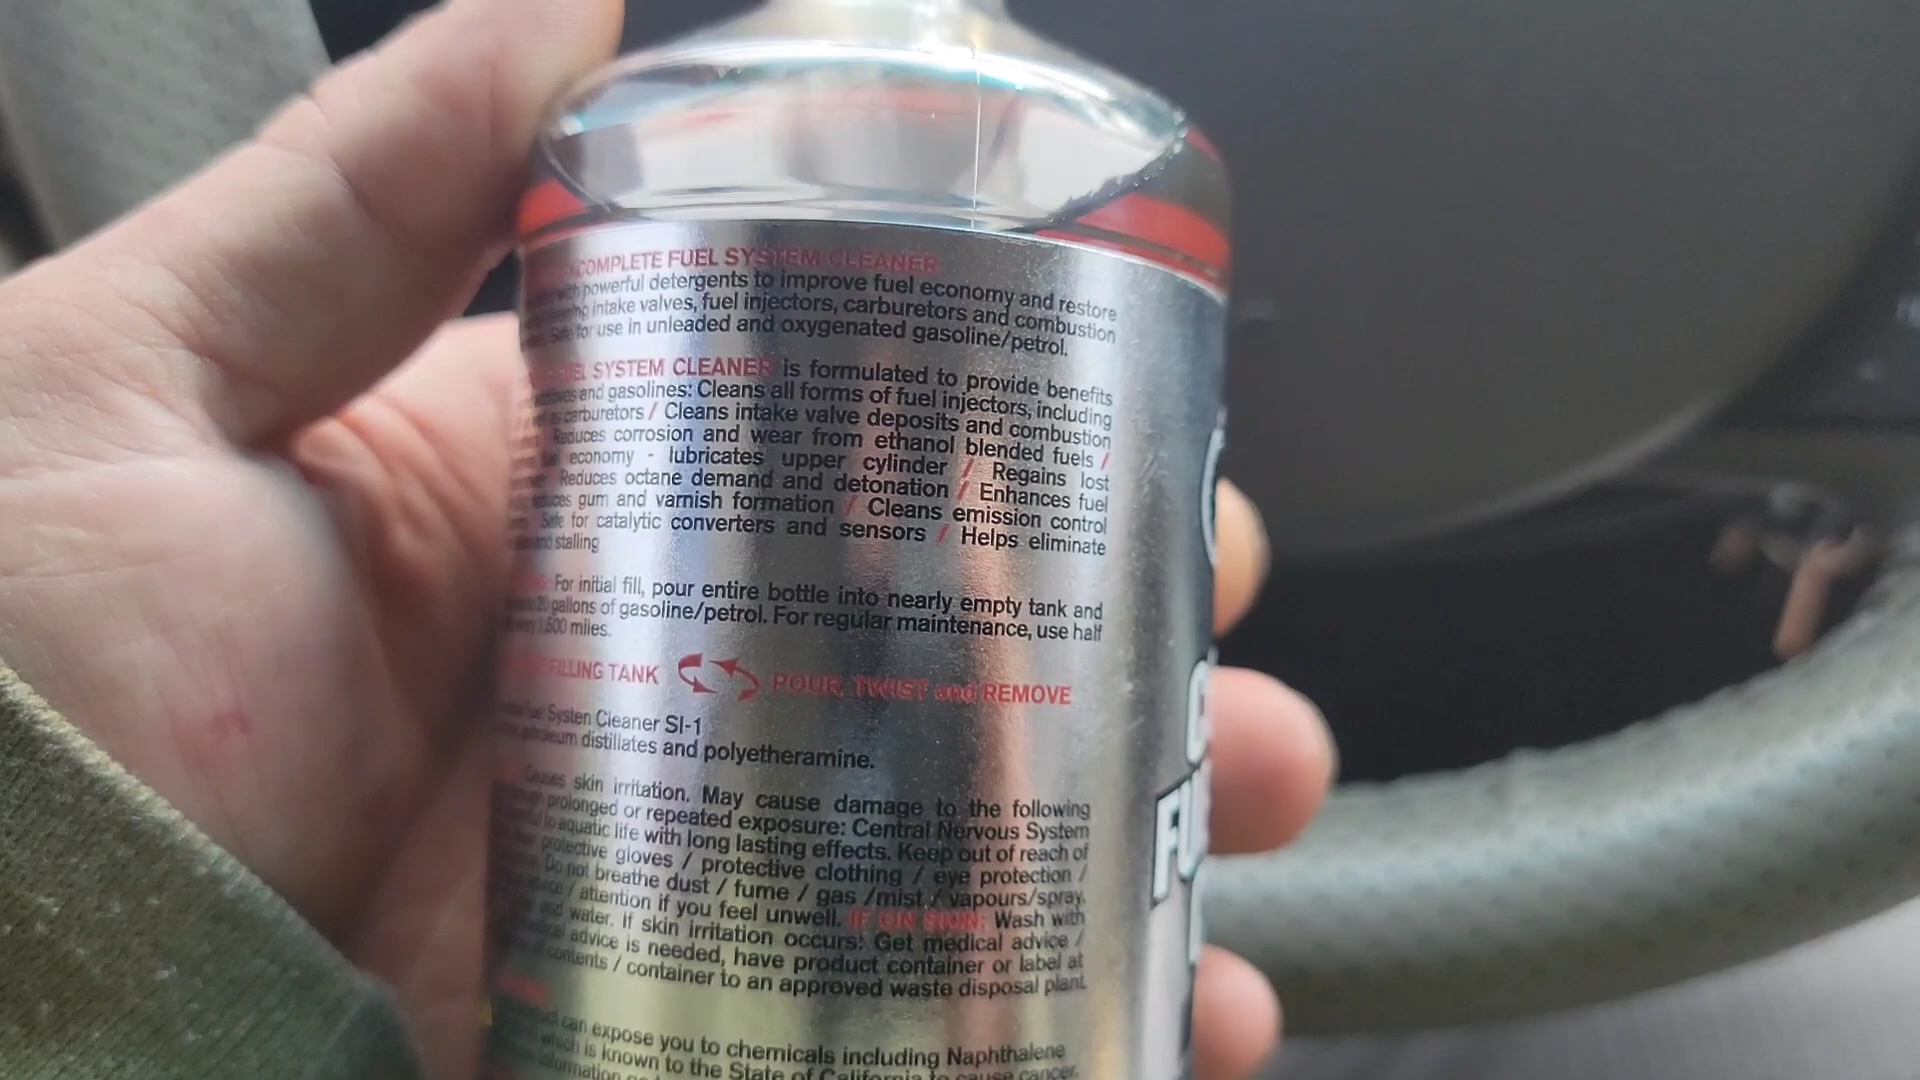 COMPLETE FUEL SYSTEM CLEANER
with powerful detergents to improve fuel economy and restore
intake valves, fuel injectors, carburetors and combustion
Safe for use in unleaded and oxygenated gasoline/petrol.
FUEL SYSTEM CLEANER is formulated to provide benefits
and gasolines: Cleans all forms of fuel injectors, including
as carburetors / Cleans intake valve deposits and combustion
Reduces corrosion and wear from ethanol blended fuels /
economy - lubricates upper cylinder / Regains lost
Reduces octane demand and detonation / Enhances fuel
gum and varnish formation / Cleans emission control
Safe for catalytic converters and sensors / Helps eliminate
and stalling
For initial fill, pour entire bottle into nearly empty tank and
20 gallons of gasoline/petrol. For regular maintenance, use half
1,500 miles.
FILLING TANK POUR, TWIST and REMOVE
Systen Cleaner SI-1
petroleum distillates and polyetheramine.
Causes skin irritation. May cause damage to the following
prolonged or repeated exposure: Central Nervous System
to aquatic life with long lasting effects. Keep out of reach of
protective gloves / protective clothing / eye protection /
Do not breathe dust / fume / gas /mist / vapours/spray.
/ attention if you feel unwell. IF ON SKIN: Wash with
and water. If skin irritation occurs: Get medical advice /
advice is needed, have product container or label at
contents / container to an approved waste disposal plant.
can expose you to chemicals including Naphthalene
which is known to the State of California to cause cancer.
information